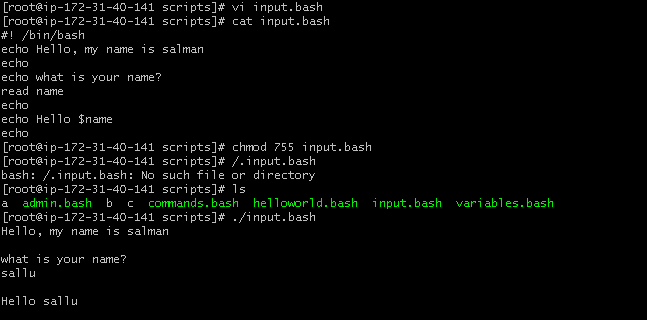 [root@ip-172-31-40-141 scripts]# vi input.bash
[root@ip-172-31-40-141 scripts]# cat input.bash
#! /bin/bash
echo Hello, my name is salman
echo
echo what is your name?
read name
echo
echo Hello $name
echo
[root@ip-172-31-40-141 scripts]# chmod 755 input.bash
[root@ip-172-31-40-141 scripts]# /.input.bash
bash: /.input.bash: No such file or directory
[root@ip-172-31-40-141 scripts]# ls
a  admin.bash  b  c  commands.bash  helloworld.bash  input.bash  variables.bash
[root@ip-172-31-40-141 scripts]# ./input.bash
Hello, my name is salman
what is your name?
sallu
Hello sallu